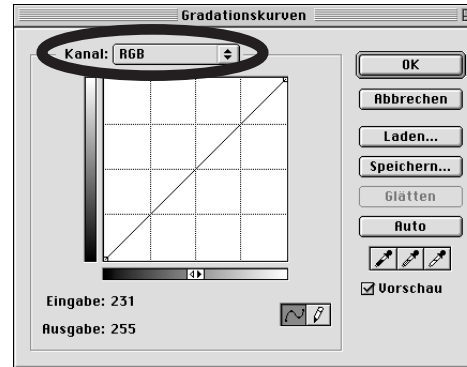 Gradationskurven
Kanal: RGB
OK
Abbrechen
Laden...
Speichern...
Glätten
Auto
Vorschau
Eingabe: 231
Ausgabe: 255